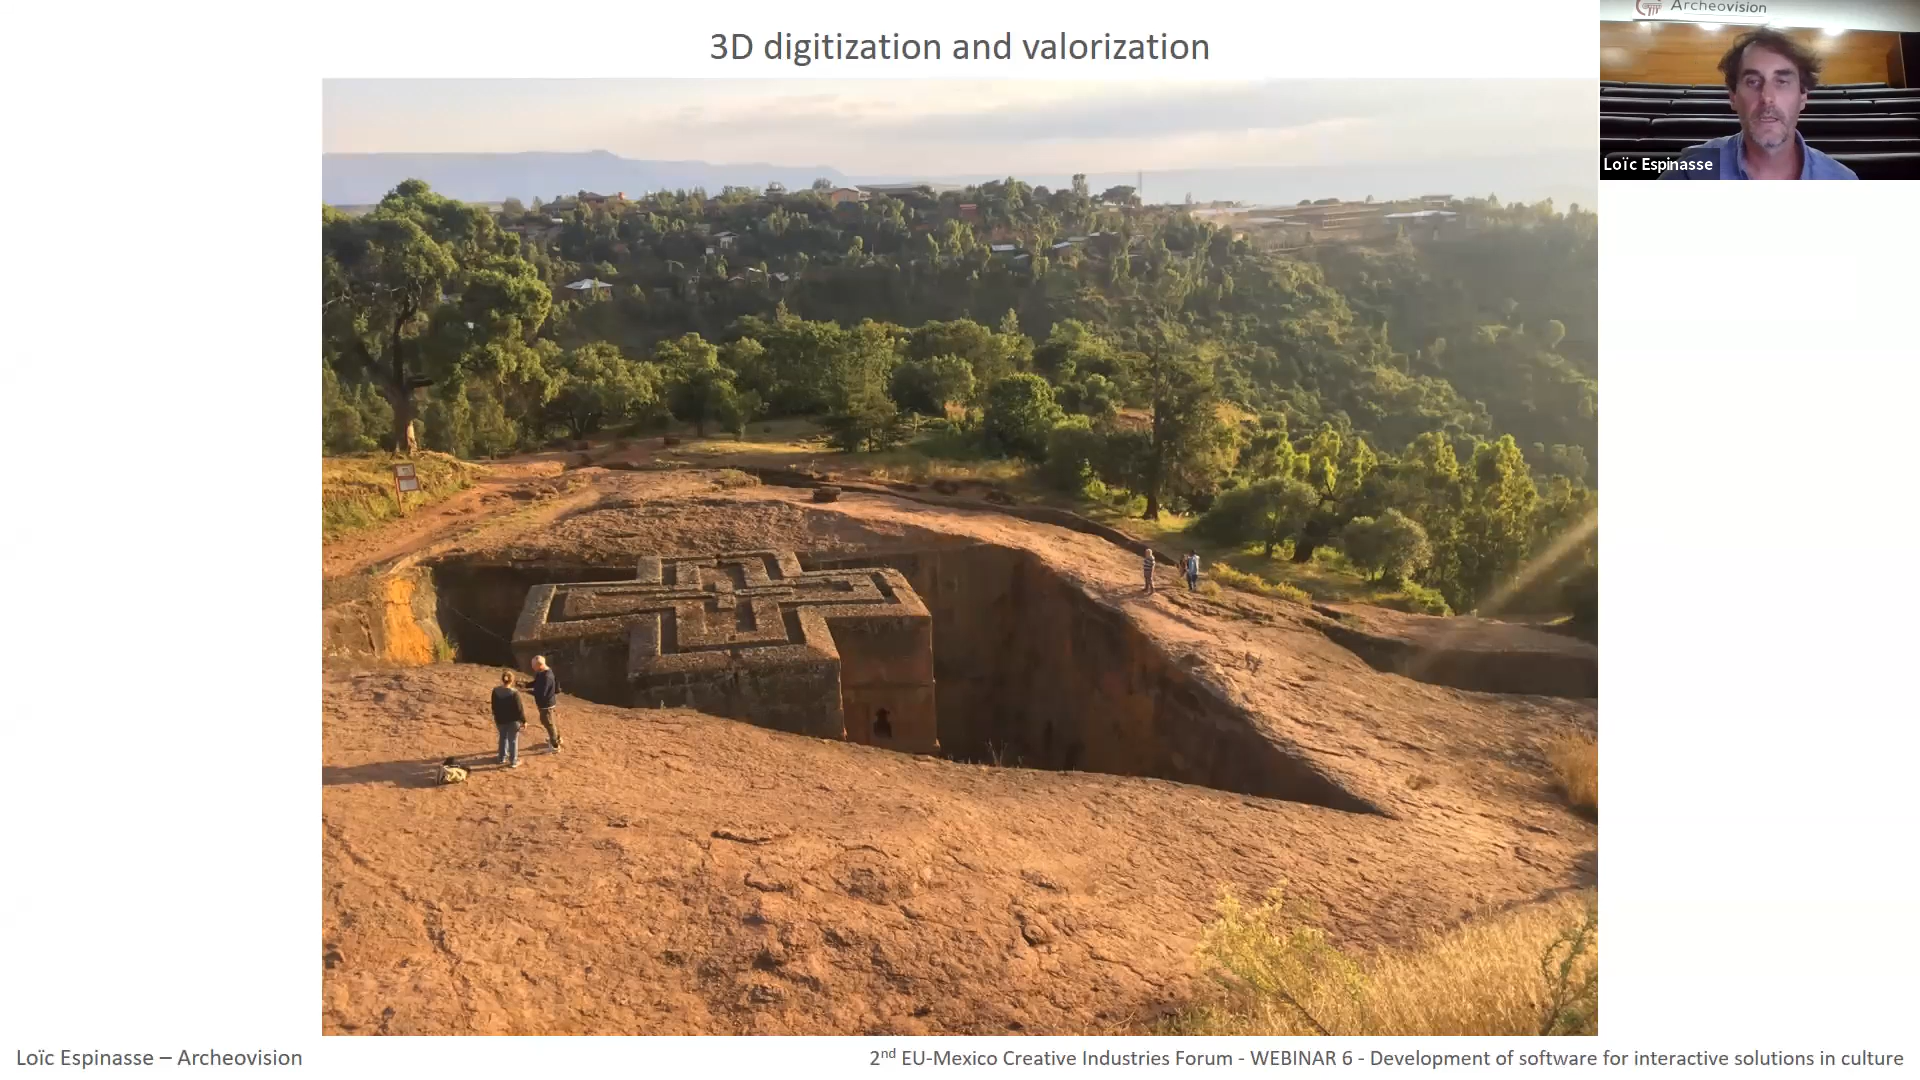 3D digitization and valorization
Archeovision
Loïc Espinasse
Loïc Espinasse – Archeovision
2nd EU-Mexico Creative Industries Forum - WEBINAR 6 - Development of software for interactive solutions in culture